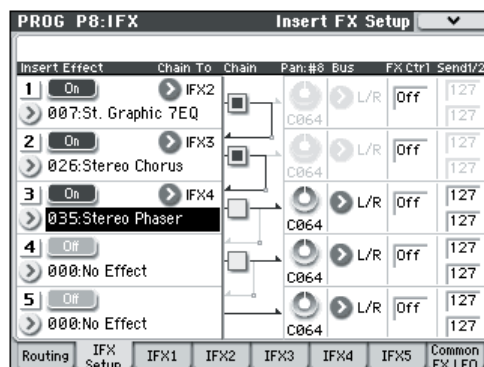 PROG P8:IFX Insert FX Setup
Insert Effect Chain To Chain Pan:#8 Bus FX Ctrl Send1/2
1 On IFX2 L/R Off 127
007:St. Graphic 7EQ C064 127
2 On IFX3 L/R Off 127
026:Stereo Chorus C064 127
3 On IFX4 L/R Off 127
035:Stereo Phaser C064 127
4 Off L/R Off 127
000:No Effect C064 127
5 Off L/R Off 127
000:No Effect C064 127
Routing IFX Setup IFX1 IFX2 IFX3 IFX4 IFX5 Common FX LFO